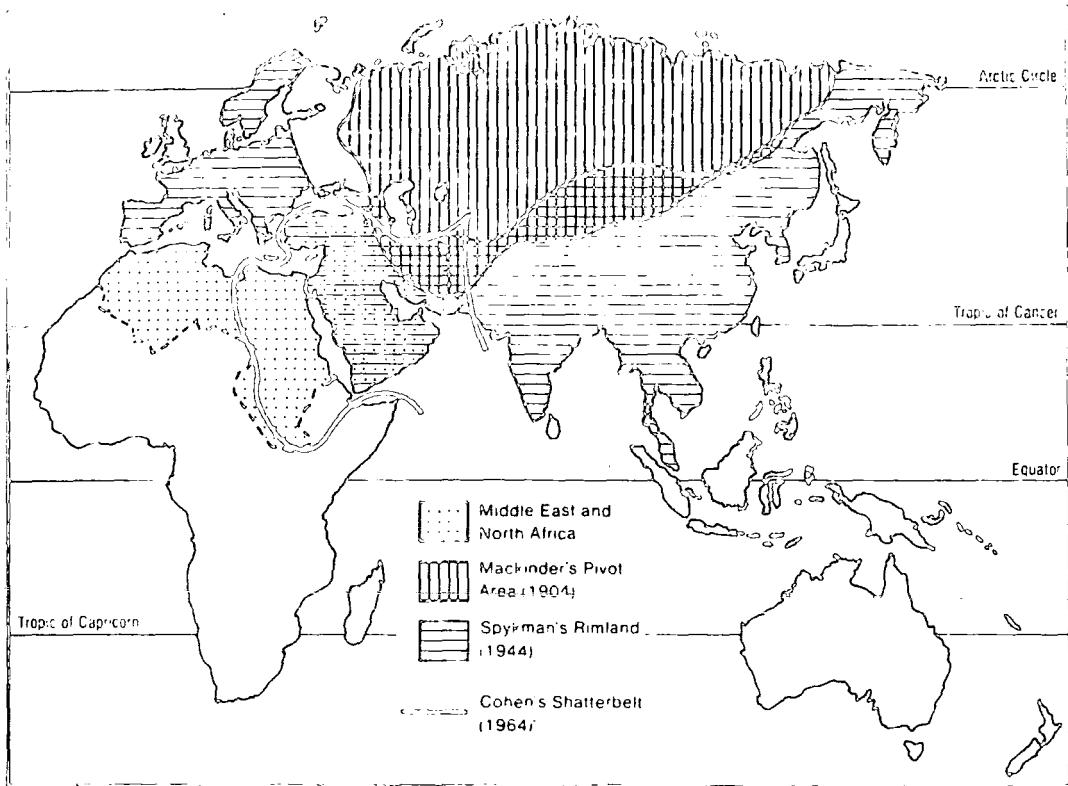 Arctic Circle
Tropic of Cancer
Equator
Middle East and
North Africa
Mackinder's Pivot
Area (1904)
Tropic of Capricorn
Spykman's Rimland
(1944)
Cohen's Shatterbelt
(1964)